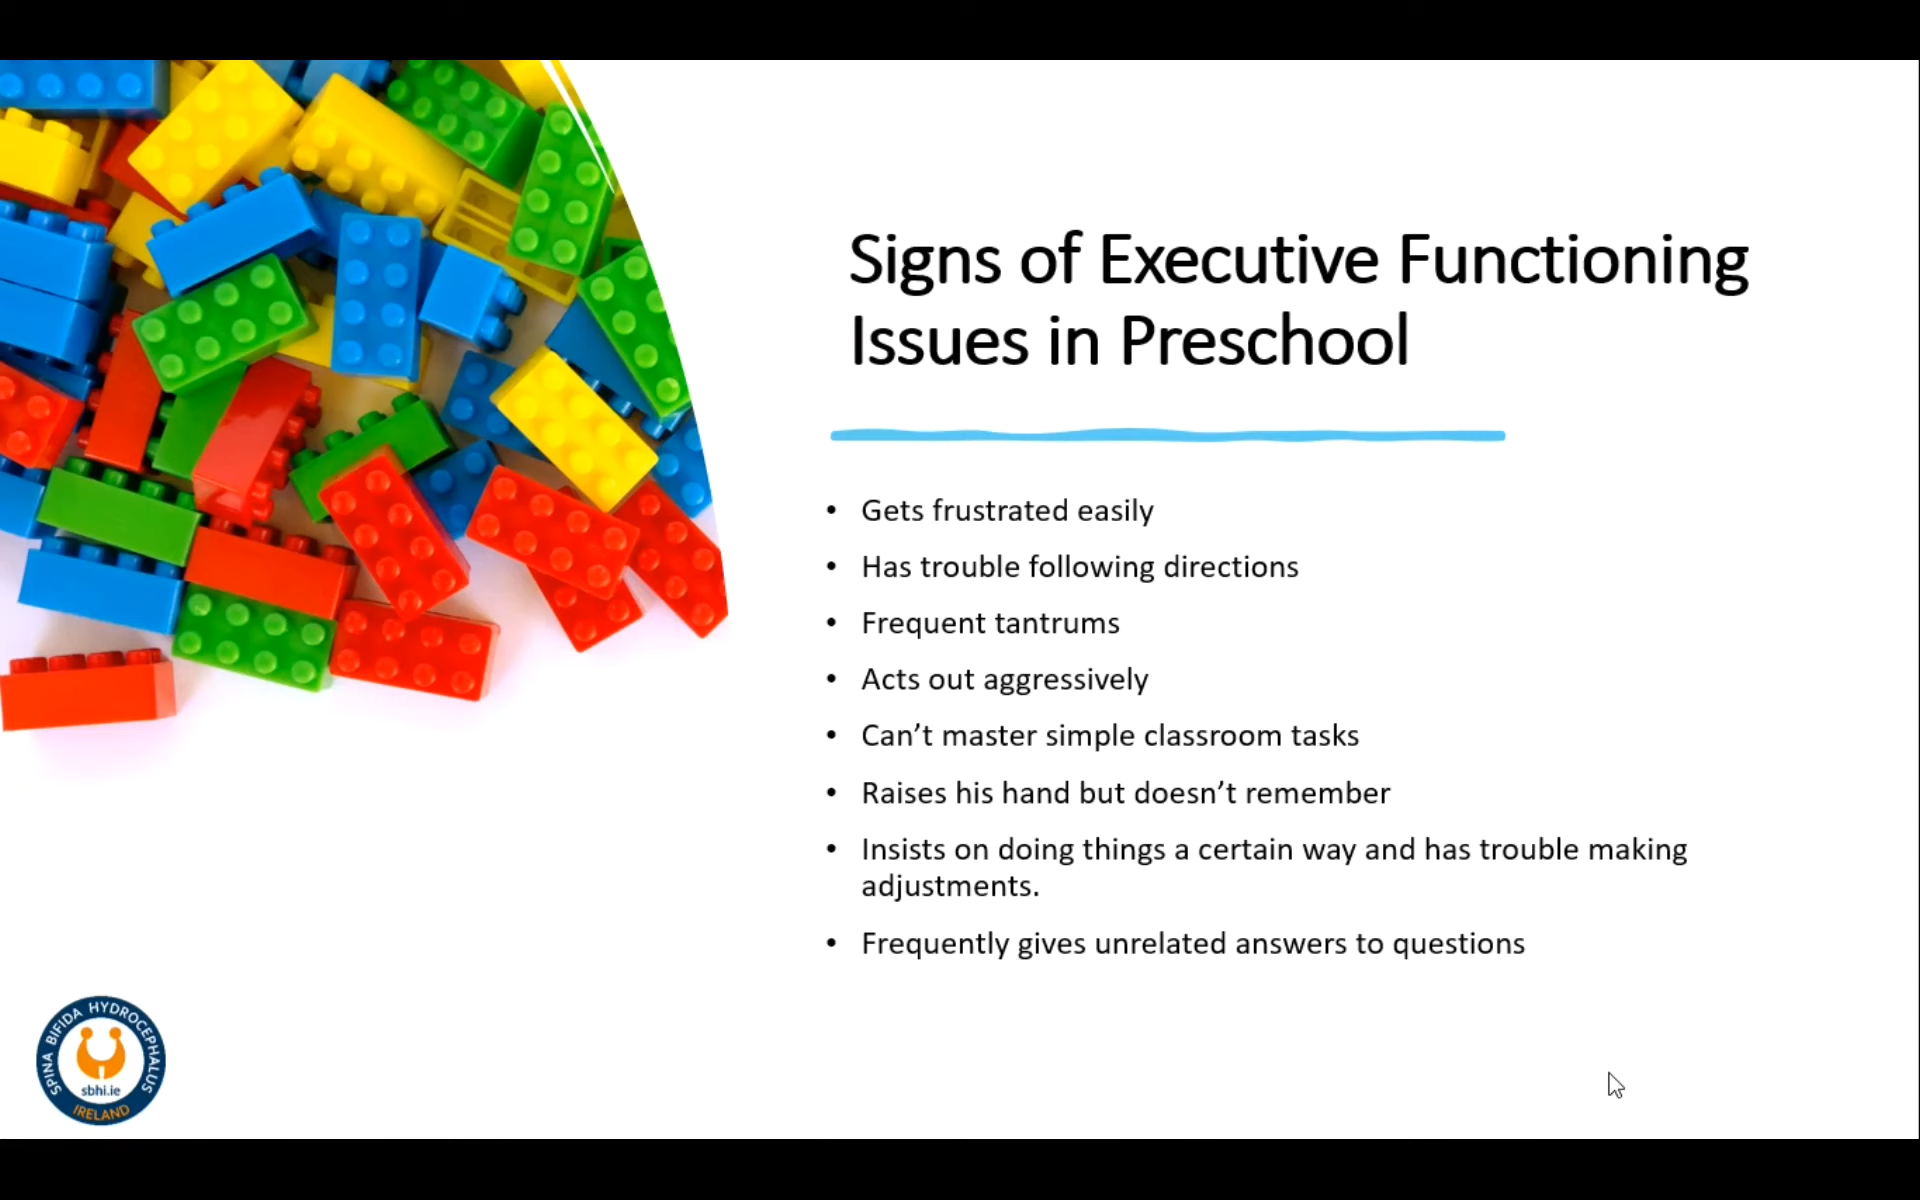 Signs of Executive Functioning
Issues in Preschool
• Gets frustrated easily
• Has trouble following directions
• Frequent tantrums
• Acts out aggressively
• Can’t master simple classroom tasks
• Raises his hand but doesn’t remember
• Insists on doing things a certain way and has trouble making
adjustments.
• Frequently gives unrelated answers to questions
SPINA BIFIDA HYDROCEPHALUS
sbhi.ie
IRELAND